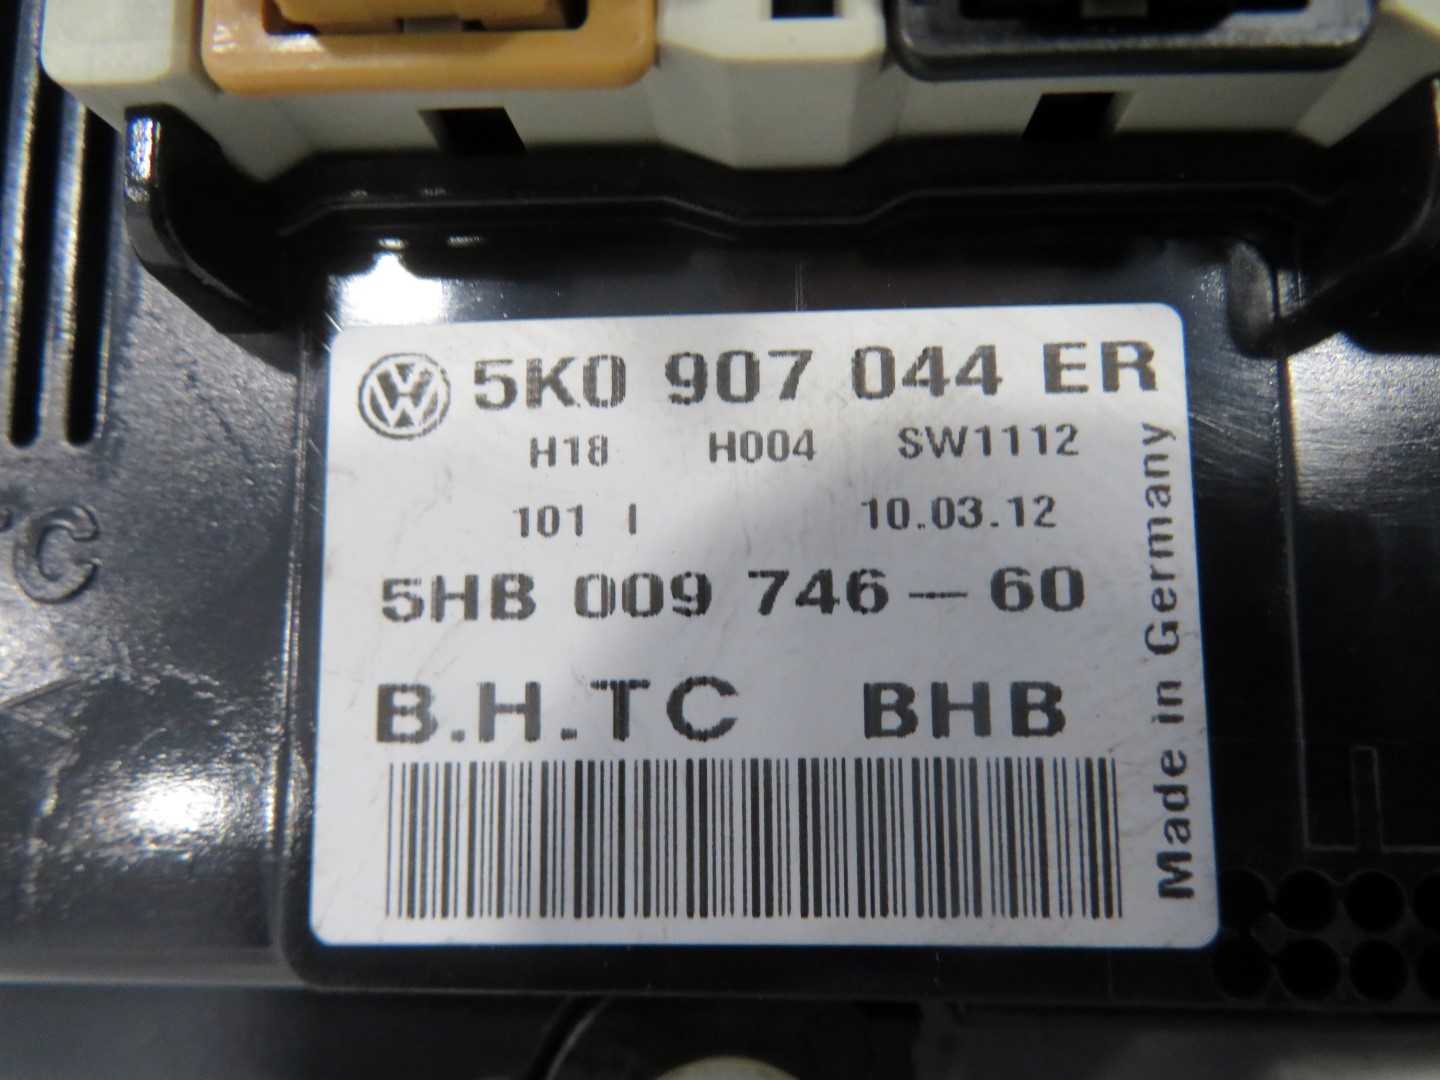 5K0 907 044 ER
H18 H004 SW1112
101 I 10.03.12
5HB 009 746-60
B.H.TC BHB
Made in Germany
TC